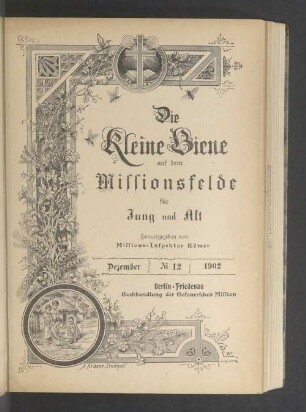 Die
Kleine Biene
auf dem
Missionsfelde
für
Jung und Alt
Herausgegeben von
Missions-Inspektor Römer
Dezember № 12 1902
Berlin-Friedenau
Buchhandlung der Goßnerschen Mission